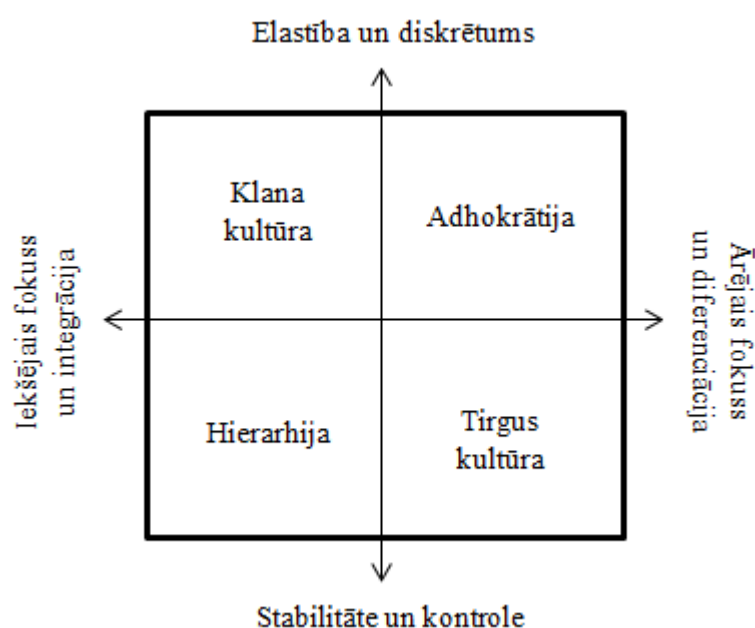 Elastība un diskrētums
Klana
kultūra
Adhokrātija
Iekšējais fokuss
un integrācija
Ārējais fokuss
un diferenciācija
Hierarhija
Tirgus
kultūra
Stabilitāte un kontrole